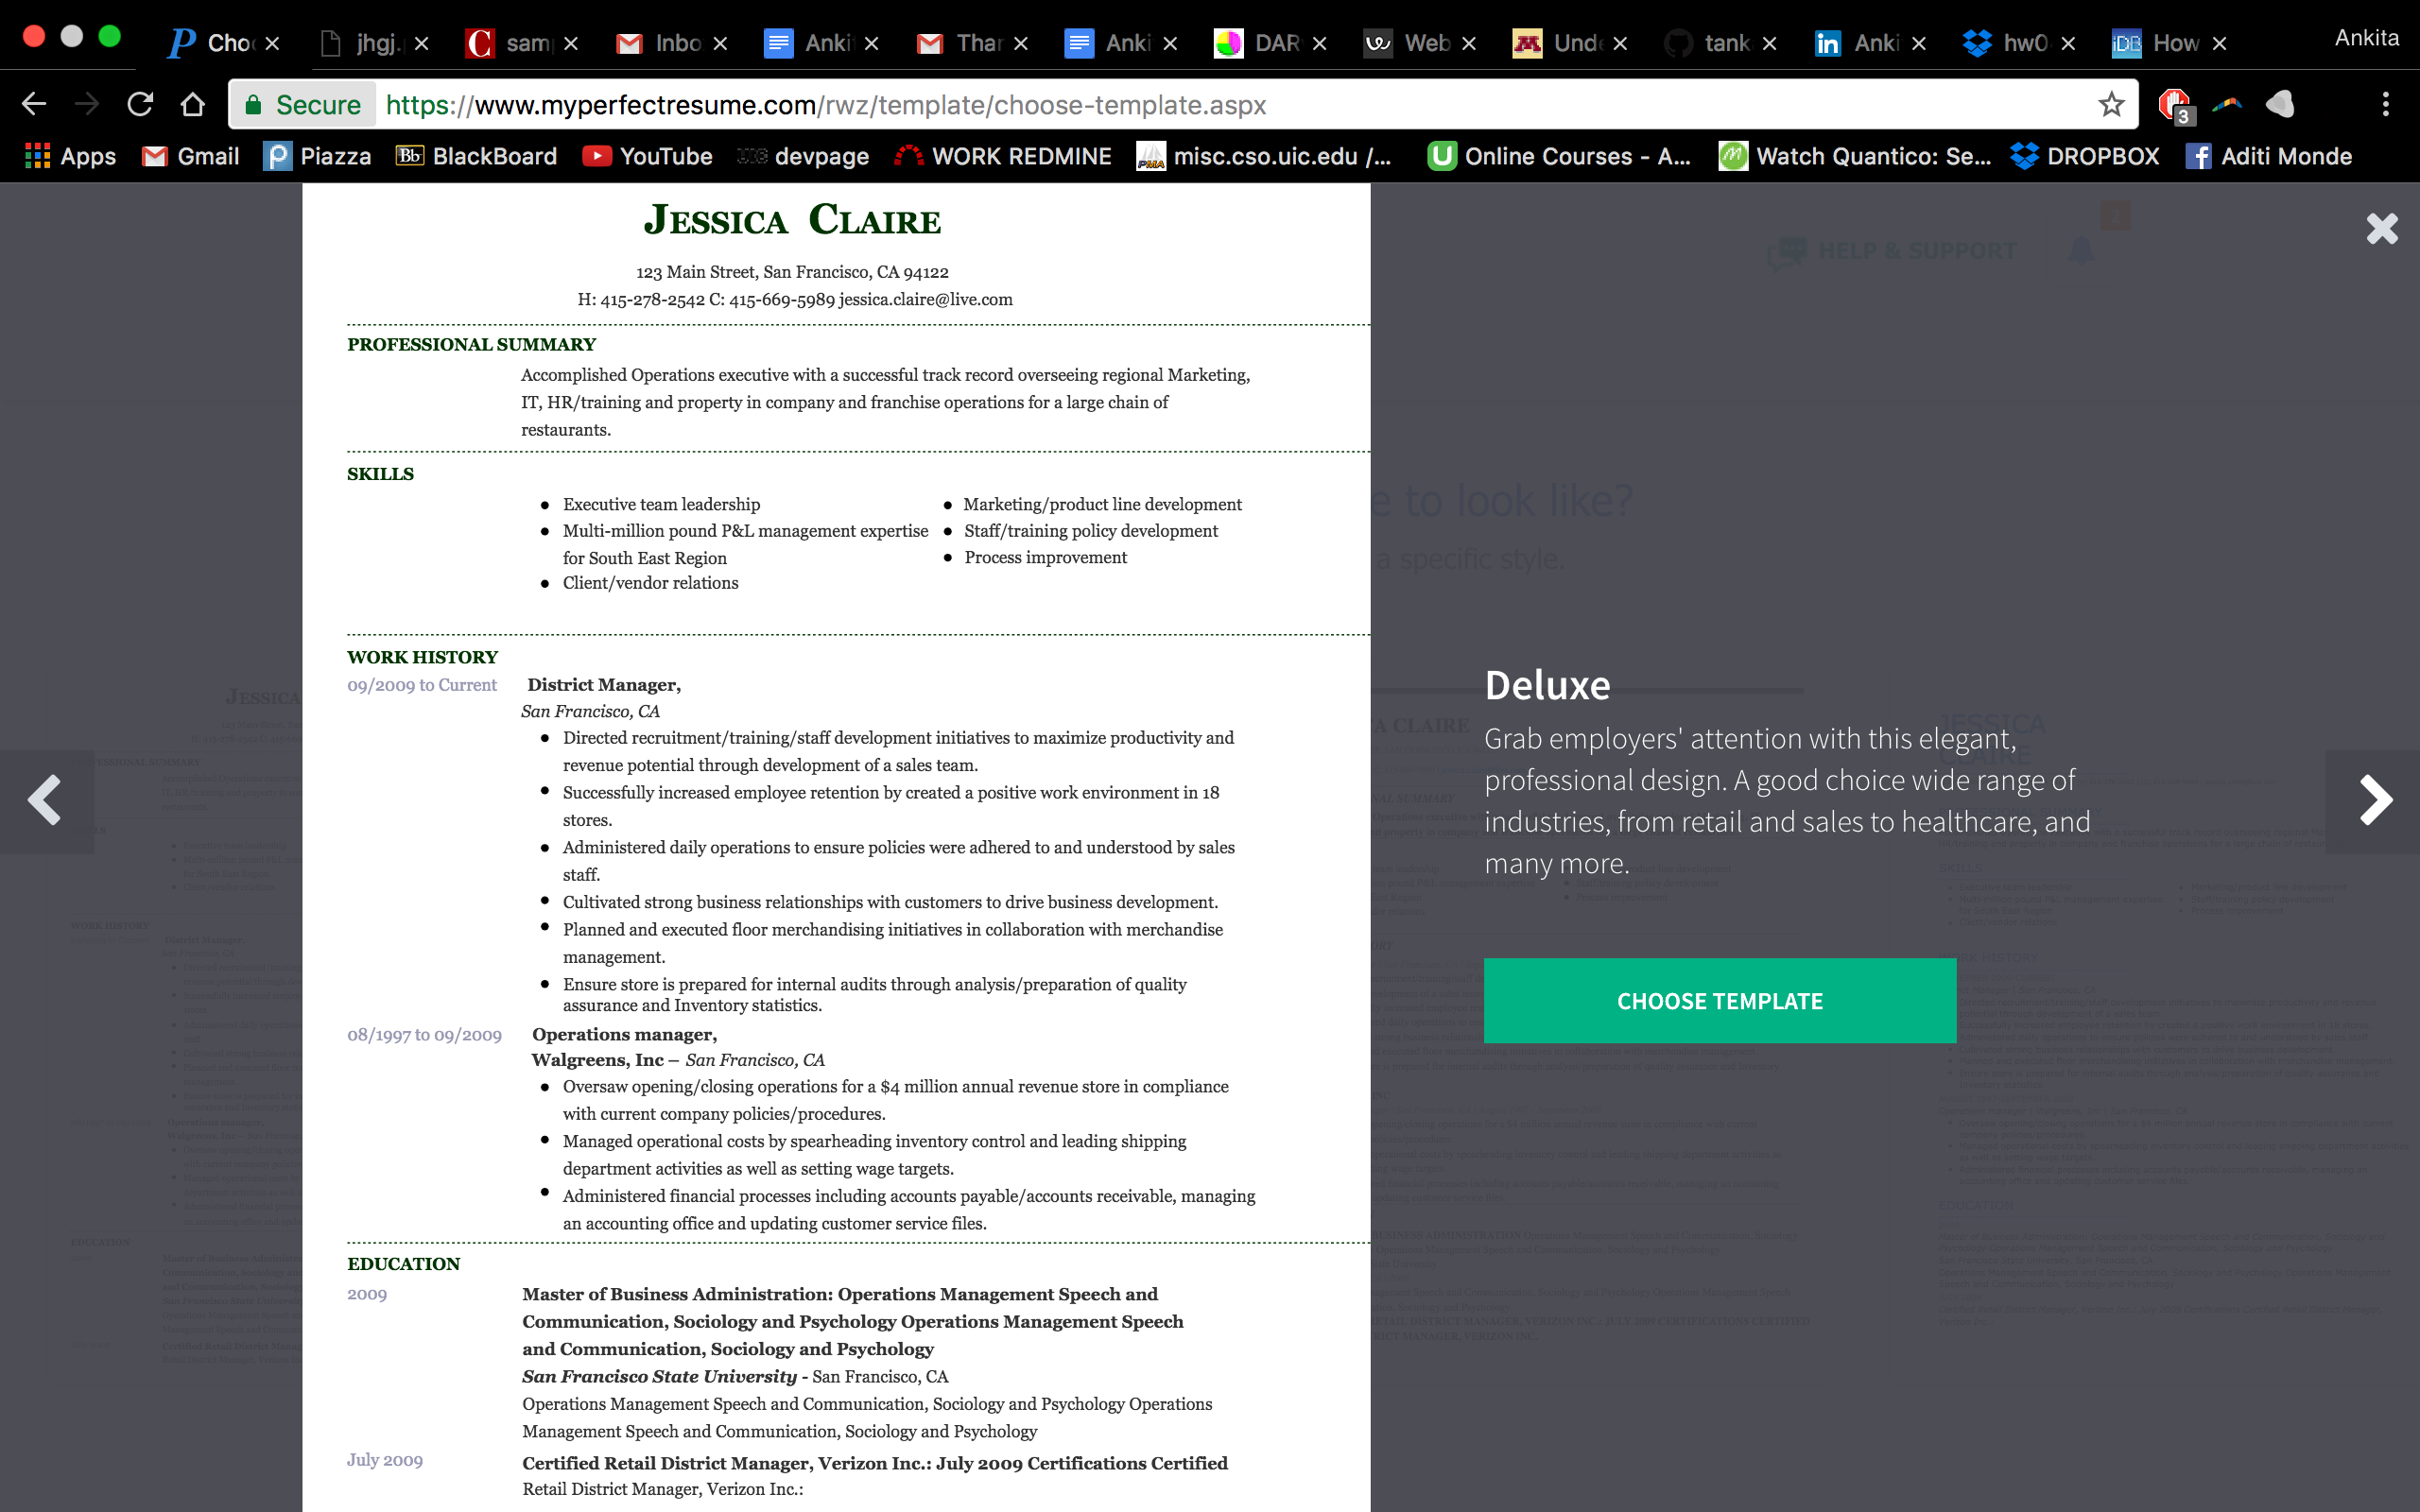 Cho
jhgj.
sam
Inbo
Anki
Than
Anki
DAR
Web
Unde
tank
Anki
hw0
How
Ankita
Secure
https://www.myperfectresume.com/rwz/template/choose-template.aspx
3
Apps
Gmail
Piazza
BlackBoard
YouTube
devpage
WORK REDMINE
misc.cso.uic.edu /...
Online Courses - A...
Watch Quantico: Se...
DROPBOX
Aditi Monde
JESSICA CLAIRE
123 Main Street, San Francisco, CA 94122
H: 415-278-2542 C: 415-669-5989 jessica.claire@live.com
PROFESSIONAL SUMMARY
Accomplished Operations executive with a successful track record overseeing regional Marketing,
IT, HR/training and property in company and franchise operations for a large chain of
restaurants.
SKILLS
Executive team leadership
Multi-million pound P&L management expertise
for South East Region
Client/vendor relations
Marketing/product line development
Staff/training policy development
Process improvement
WORK HISTORY
09/2009 to Current
District Manager,
San Francisco, CA
Directed recruitment/training/staff development initiatives to maximize productivity and
revenue potential through development of a sales team.
Successfully increased employee retention by created a positive work environment in 18
stores.
Administered daily operations to ensure policies were adhered to and understood by sales
staff.
Cultivated strong business relationships with customers to drive business development.
Planned and executed floor merchandising initiatives in collaboration with merchandise
management.
Ensure store is prepared for internal audits through analysis/preparation of quality
assurance and Inventory statistics.
08/1997 to 09/2009
Operations manager,
Walgreens, Inc – San Francisco, CA
Oversaw opening/closing operations for a $4 million annual revenue store in compliance
with current company policies/procedures.
Managed operational costs by spearheading inventory control and leading shipping
department activities as well as setting wage targets.
Administered financial processes including accounts payable/accounts receivable, managing
an accounting office and updating customer service files.
EDUCATION
2009
Master of Business Administration: Operations Management Speech and
Communication, Sociology and Psychology Operations Management Speech
and Communication, Sociology and Psychology
San Francisco State University - San Francisco, CA
Operations Management Speech and Communication, Sociology and Psychology Operations
Management Speech and Communication, Sociology and Psychology
July 2009
Certified Retail District Manager, Verizon Inc.: July 2009 Certifications Certified
Retail District Manager, Verizon Inc.:
HELP & SUPPORT
2
e to look like?
a specific style.
Deluxe
Grab employers' attention with this elegant,
professional design. A good choice wide range of
industries, from retail and sales to healthcare, and
many more.
CHOOSE TEMPLATE